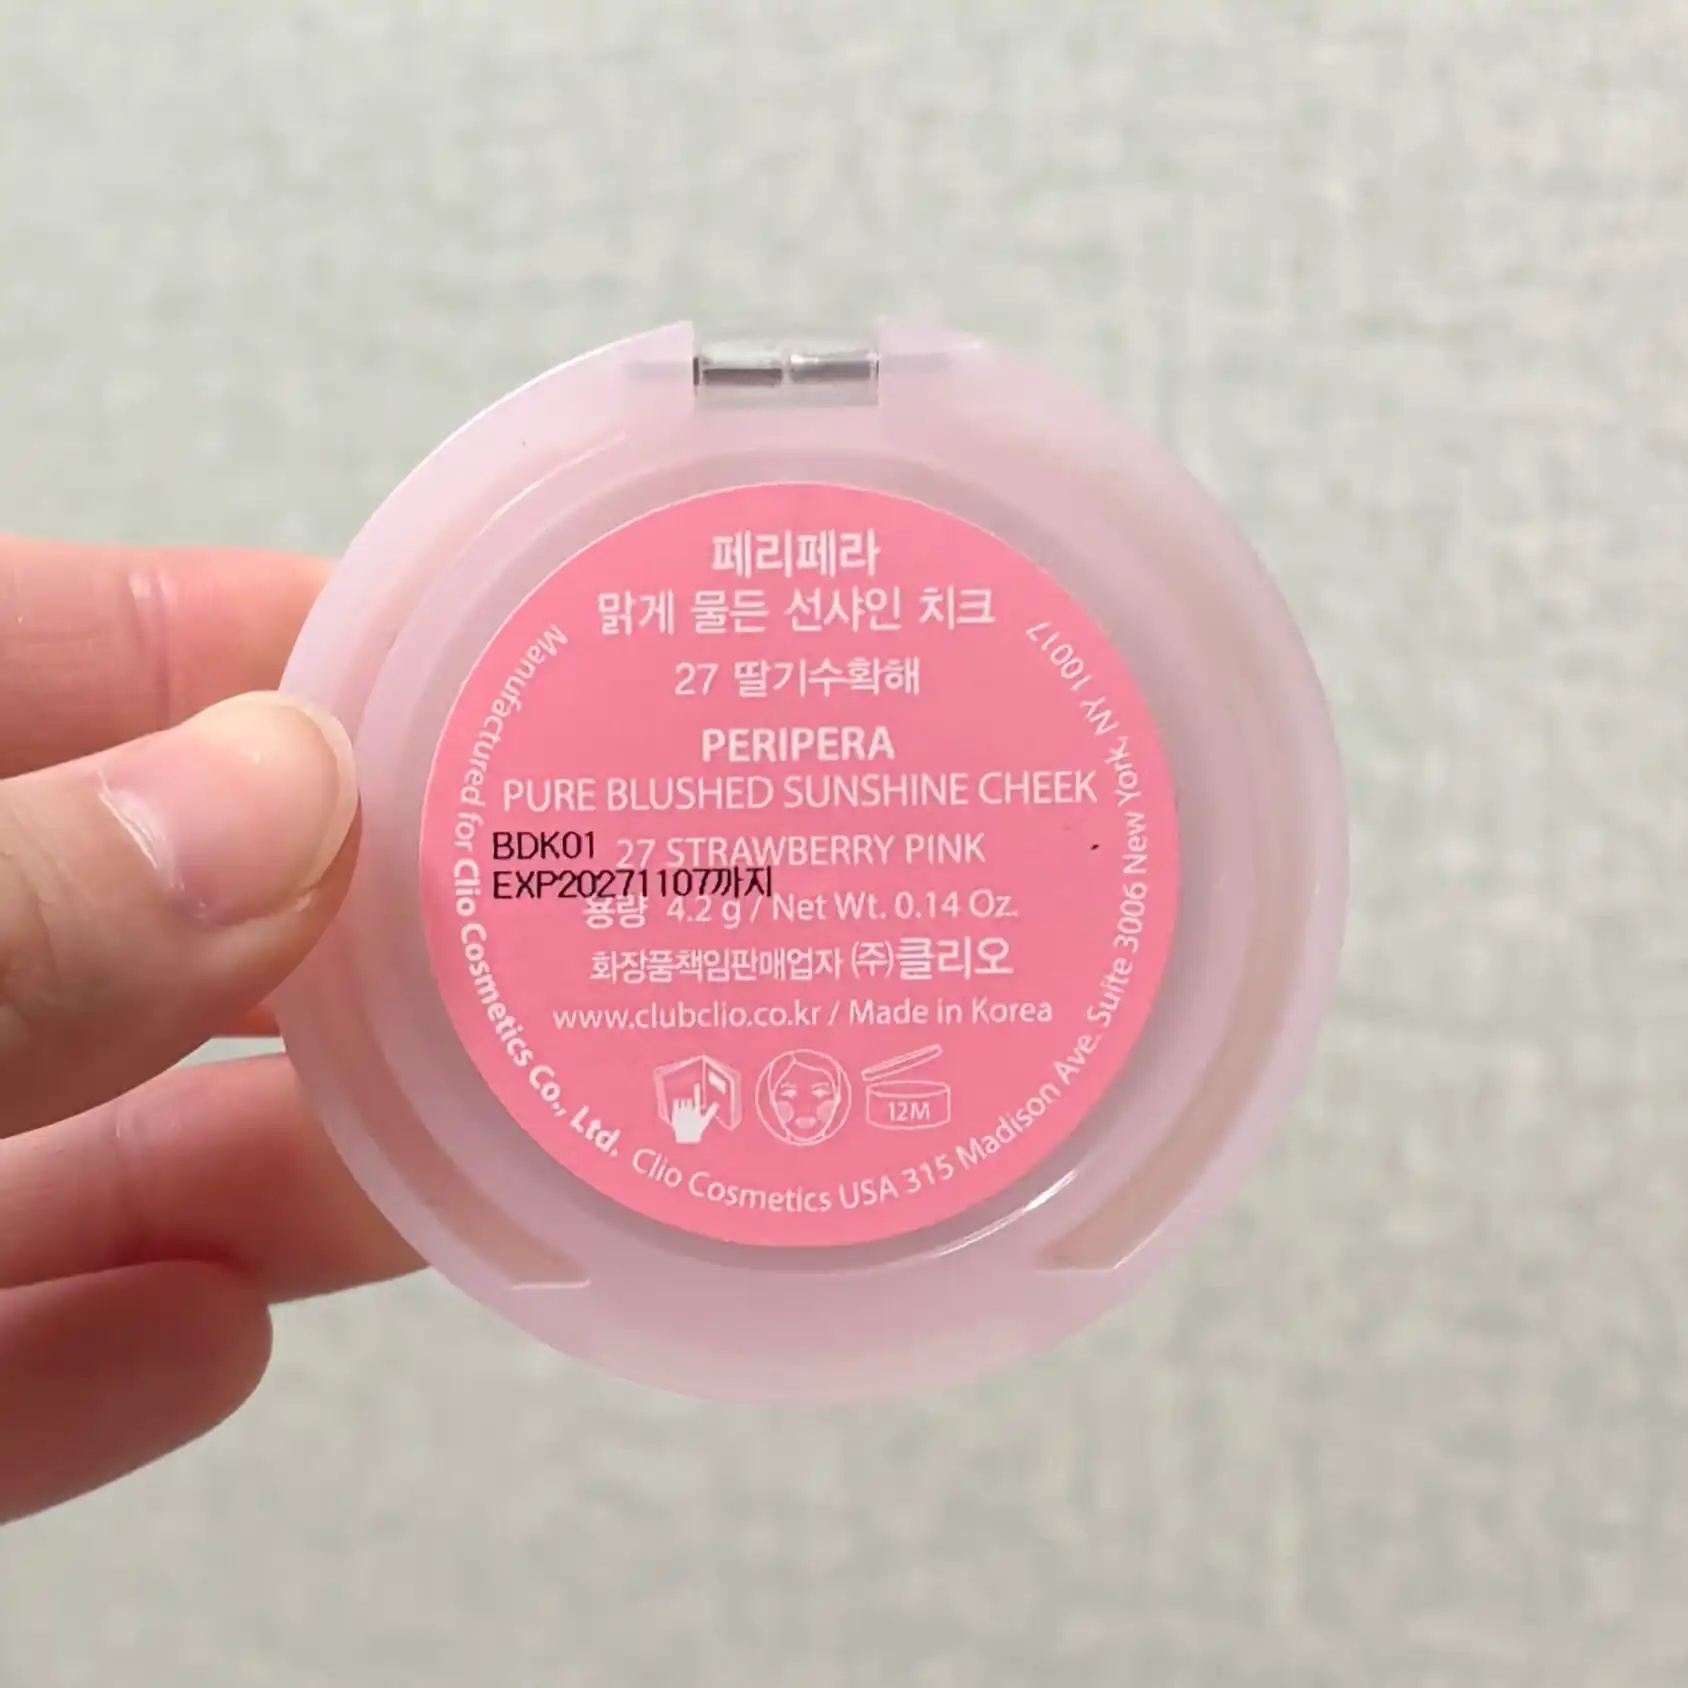 페리페라
맑게 물든 선샤인 치크
27 딸기수확해
PERIPERA
PURE BLUSHED SUNSHINE CHEEK
27 STRAWBERRY PINK
BDK01
EXP20271107까지
용량 4.2 g / Net Wt. 0.14 Oz.
화장품책임판매업자 ㈜클리오
www.clubclio.co.kr / Made in Korea
12M
Manufactured for Clio Cosmetics Co., Ltd. Clio Cosmetics USA 315 Madison Ave. Suite 3006 New York, NY 10017